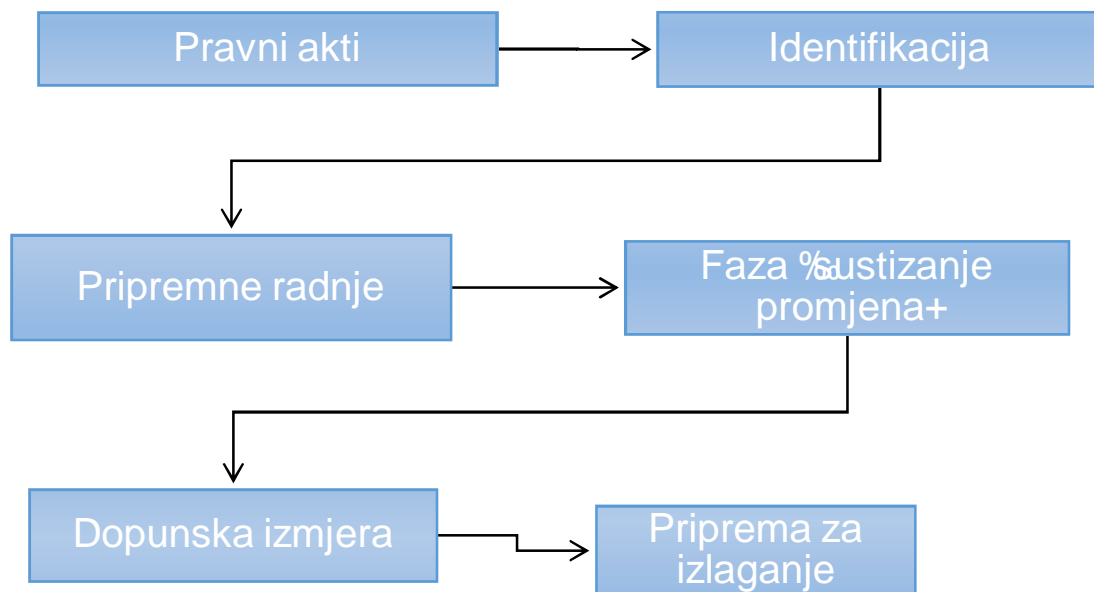 Pravni akti
Identifikacija
Pripremne radnje
Faza ‰sustizanje
promjena+
Dopunska izmjera
Priprema za
izlaganje